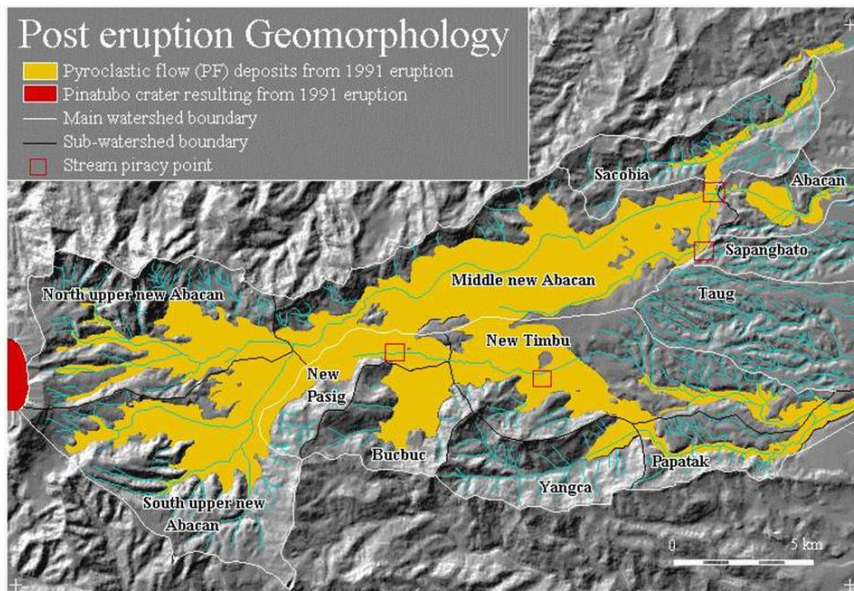 Post eruption Geomorphology
Pyroclastic flow (PF) deposits from 1991 eruption
Pinatubo crater resulting from 1991 eruption
Main watershed boundary
Sub-watershed boundary
Stream piracy point
Sacobia
Abacan
Sapangbato
Middle new Abacan
North upper new Abacan
Taug
New Timbu
New
Pasig
Bucbuc
Papatak
Yangca
South upper new
Abacan
0 5 km